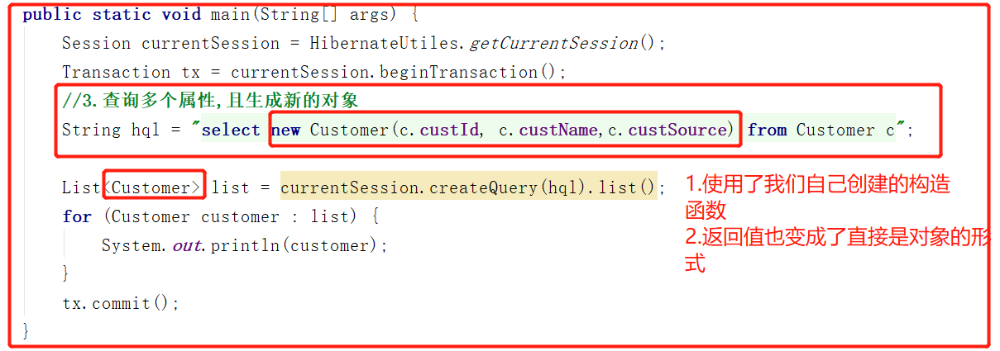 public static void main(String[] args) {
Session currentSession = HibernateUtiles.getCurrentSession();
Transaction tx = currentSession.beginTransaction();
//3.查询多个属性,且生成新的对象
String hql = "select new Customer(c.custId, c.custName,c.custSource) from Customer c";
List<Customer> list = currentSession.createQuery(hql).list();
for (Customer customer : list) {
System.out.println(customer);
}
tx.commit();
}
1.使用了我们自己创建的构造
函数
2.返回值也变成了直接是对象的形
式